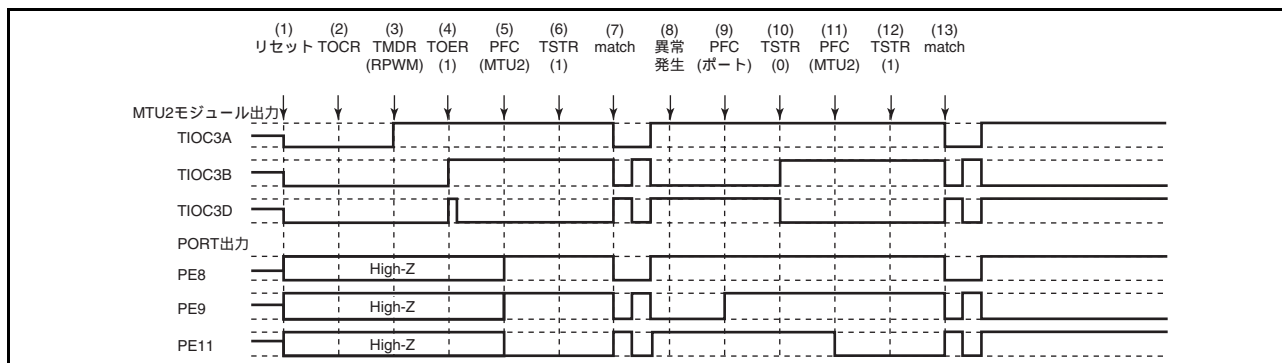 (1) (2) (3) (4) (5) (6) (7) (8) (9) (10) (11) (12) (13)
リセット TOCR TMDR TOER PFC TSTR match 異常 PFC TSTR PFC TSTR match
(RPWM) (1) (MTU2) (1) 発生 (ポート) (0) (MTU2) (1)
MTU2モジュール出力
TIOC3A
TIOC3B
TIOC3D
PORT出力
PE8 High-Z
PE9 High-Z
PE11 High-Z